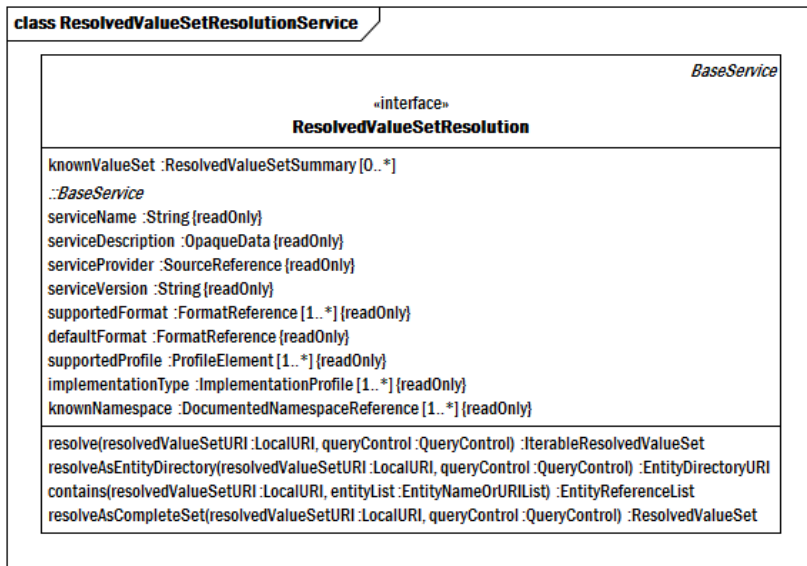 class ResolvedValueSetResolutionService
BaseService
«interface»
ResolvedValueSetResolution
knownValueSet :ResolvedValueSetSummary [0..*]
::BaseService
serviceName :String {readOnly}
serviceDescription :OpaqueData {readOnly}
serviceProvider :SourceReference {readOnly}
serviceVersion :String {readOnly}
supportedFormat :FormatReference [1..*] {readOnly}
defaultFormat :FormatReference {readOnly}
supportedProfile :ProfileElement [1..*] {readOnly}
implementationType :ImplementationProfile [1..*] {readOnly}
knownNamespace :DocumentedNamespaceReference [1..*] {readOnly}
resolve(resolvedValueSetURI :LocalURI, queryControl :QueryControl) :IterableResolvedValueSet
resolveAsEntityDirectory(resolvedValueSetURI :LocalURI, queryControl :QueryControl) :EntityDirectoryURI
contains(resolvedValueSetURI :LocalURI, entityList :EntityNameOrURIList) :EntityReferenceList
resolveAsCompleteSet(resolvedValueSetURI :LocalURI, queryControl :QueryControl) :ResolvedValueSet